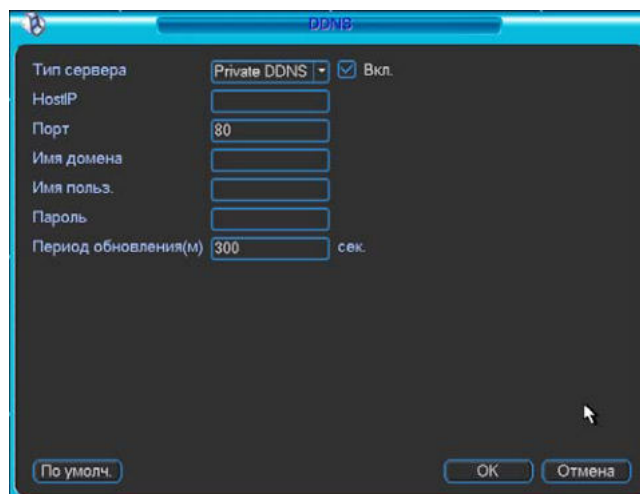 DDNS
Тип сервера Private DDNS Вкл.
HostIP
Порт 80
Имя домена
Имя польз.
Пароль
Период обновления(м) 300 сек.
По умолч. OK Отмена